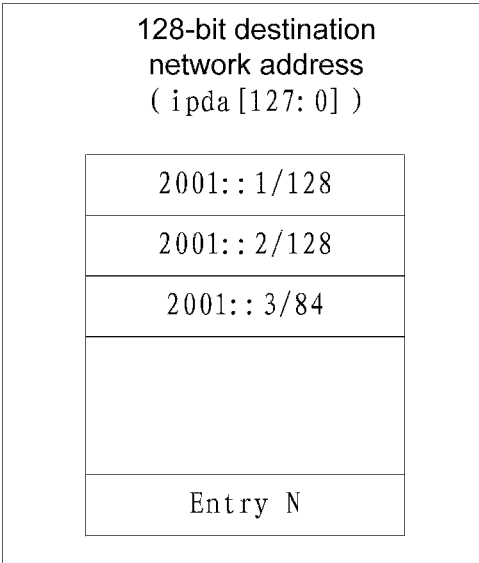 128-bit destination
network address
( ipda[127: 0] )
2001: : 1/128
2001: : 2/128
2001: : 3/84
Entry N